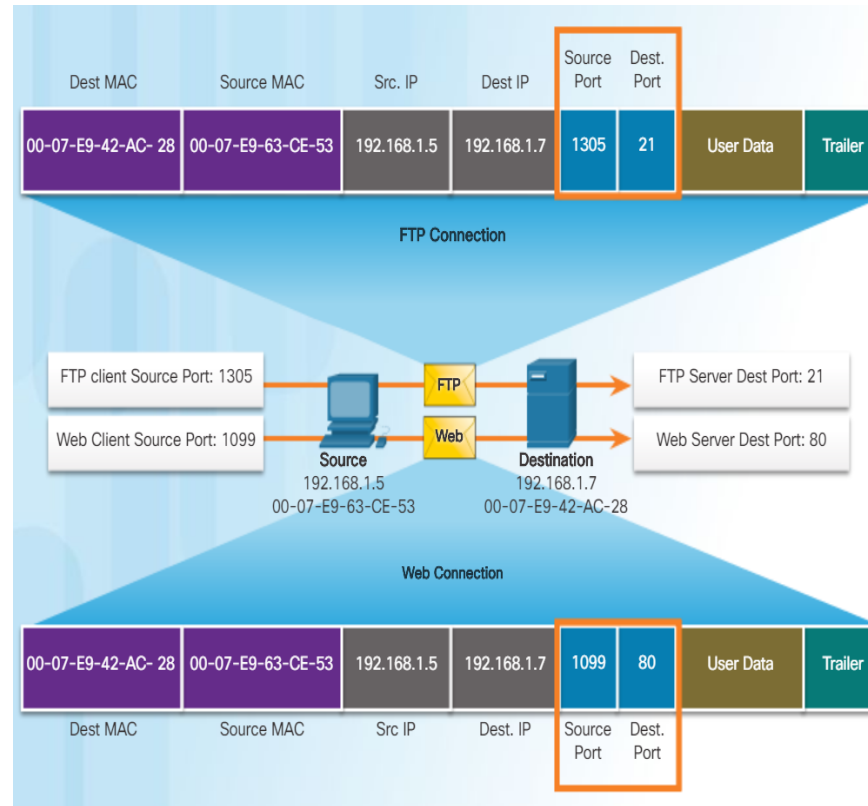 Source Dest.
Dest MAC Source MAC Src. IP Dest IP Port Port
00-07-E9-42-AC- 28 00-07-E9-63-CE-53 192.168.1.5 192.168.1.7 1305 21 User Data Trailer
FTP Connection
FTP client Source Port: 1305 FTP FTP Server Dest Port: 21
Web Client Source Port: 1099 Web Web Server Dest Port: 80
Source Destination
192.168.1.5 192.168.1.7
00-07-E9-63-CE-53 00-07-E9-42-AC-28
Web Connection
00-07-E9-42-AC- 28 00-07-E9-63-CE-53 192.168.1.5 192.168.1.7 1099 80 User Data Trailer
Dest MAC Source MAC Src IP Dest. IP Source Dest.
Port Port